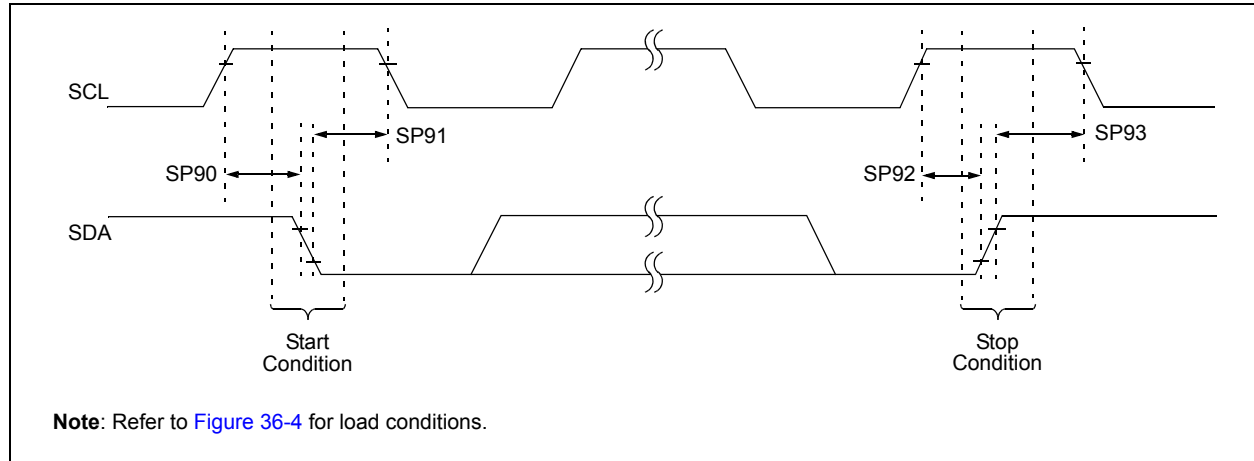 SCL
SP91
SP93
SP90
SP92
SDA
Start
Condition
Stop
Condition
Note: Refer to Figure 36-4 for load conditions.